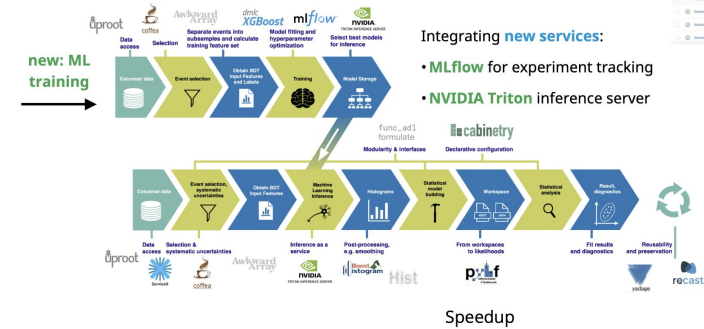 uproot
coffea
Awkward Array
dmlc
XGBoost
mlflow
NVIDIA
TRITON INFERENCE SERVER
Data access
Selection
Separate events into subsamples and calculate training feature set
Model fitting and hyperparameter optimization
Select best models for inference
new: ML
training
Columnar data
Event selection
Obtain BDT Input Features and Labels
Training
Model Storage
Integrating new services:
• MLflow for experiment tracking
• NVIDIA Triton inference server
func_adl
formulate
cabinetry
Modularity & interfaces
Declarative configuration
Columnar data
Event selection, systematic uncertainties
Obtain BDT Input Features
Machine Learning Inference
Histograms
Statistical model building
Workspace
Statistical analysis
Result, diagnostics
Data access
Selection & systematic uncertainties
Inference as a service
Post-processing, e.g. smoothing
From workspaces to likelihoods
Fit results and diagnostics
Reusability and preservation
uproot
ServiceX
coffea
Awkward Array
NVIDIA
TRITON INFERENCE SERVER
Boost
Histogram
Hist
pyhf
yadage
recast
Speedup